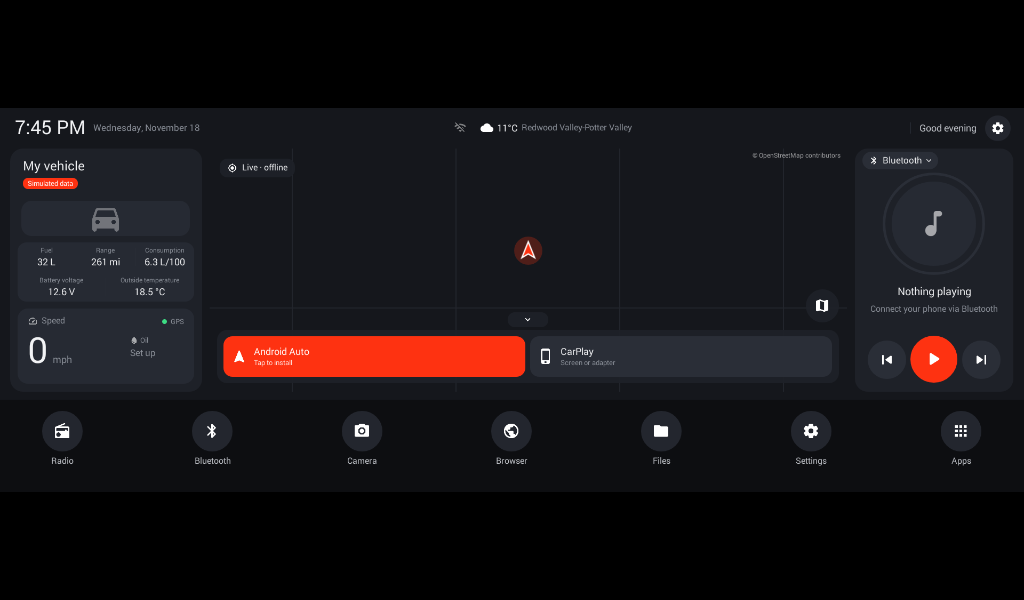 7:45 PM Wednesday, November 18
11°C Redwood Valley-Potter Valley
Good evening
My vehicle
Simulated data
Fuel Range Consumption
32 L 261 mi 6.3 L/100
Battery voltage Outside temperature
12.6 V 18.5 °C
Speed GPS
0 mph
Oil
Set up
Live · offline
© OpenStreetMap contributors
Android Auto
Tap to install
CarPlay
Screen or adapter
Bluetooth
Nothing playing
Connect your phone via Bluetooth
Radio Bluetooth Camera Browser Files Settings Apps